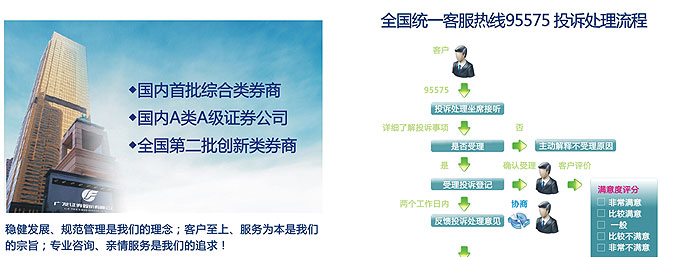 ◆国内首批综合类券商
◆国内A类A级证券公司
◆全国第二批创新类券商
广发证券
稳健发展、规范管理是我们的理念；客户至上、服务为本是我们
的宗旨；专业咨询、亲情服务是我们的追求！
全国统一客服热线95575 投诉处理流程
客户
95575
投诉处理坐席接听
详细了解投诉事项
否
是否受理
主动解释不受理原因
是
确认受理
客户评价
受理投诉登记
两个工作日内
协商
反馈投诉处理意见
满意度评分
非常满意
比较满意
一般
比较不满意
非常不满意